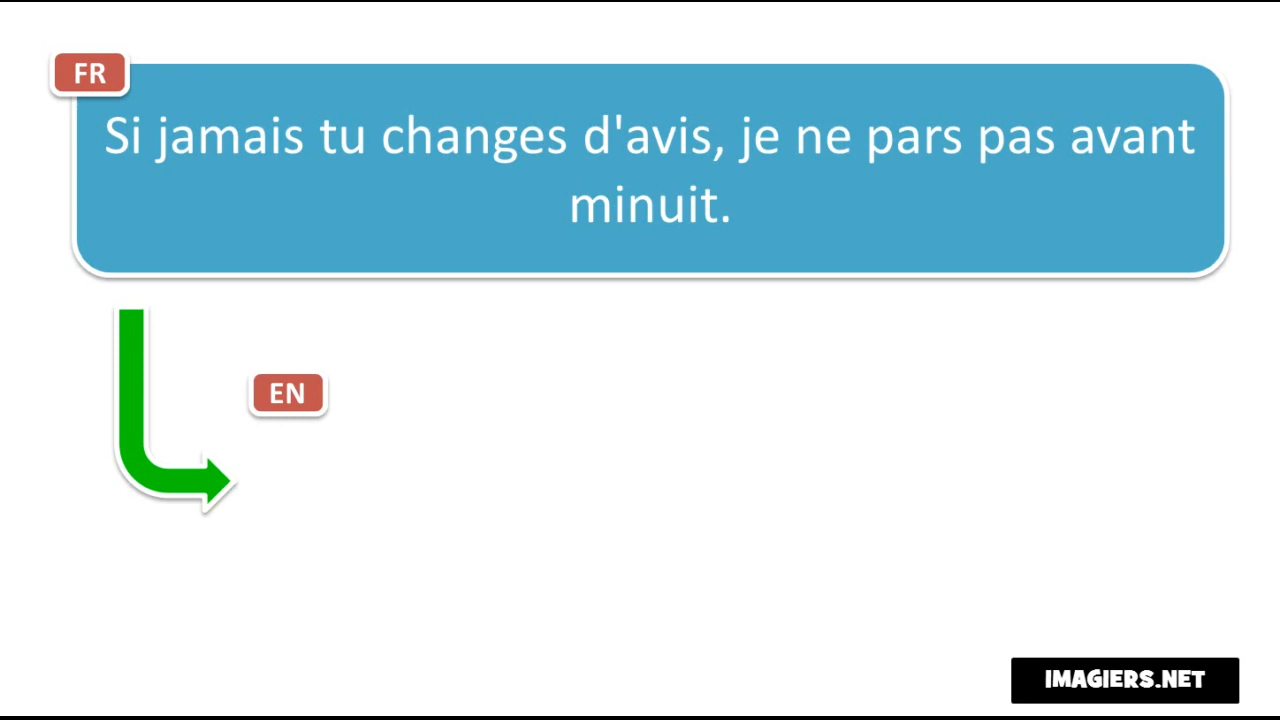 FR
Si jamais tu changes d'avis, je ne pars pas avant
minuit.
EN
IMAGIERS.NET